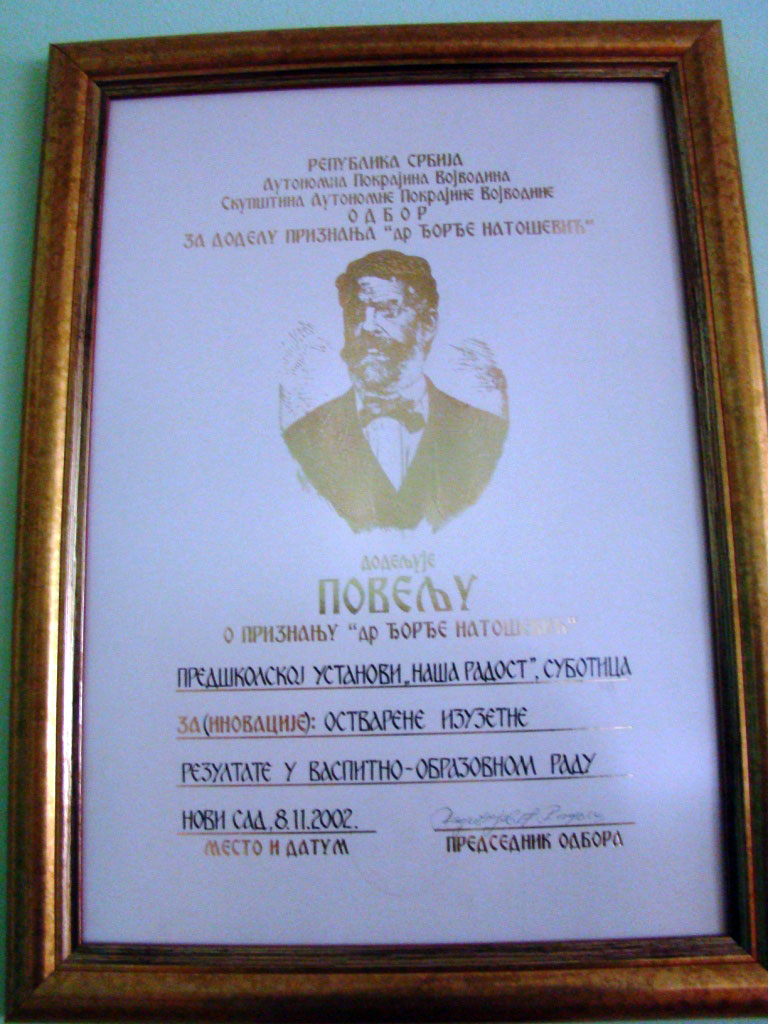 РЕПУБЛИКА СРБИЈА
Аутономна Покрајина Војводина
Скупштина Аутономне Покрајине Војводине
ОДБОР
ЗА ДОДЕЛУ ПРИЗНАЊА "ДР ЂОРЂЕ НАТОШЕВИЋ"
ДОДЕЉУЈЕ
ПОВЕЉУ
О ПРИЗНАЊУ "ДР ЂОРЂЕ НАТОШЕВИЋ"
ПРЕДШКОЛСКОЈ УСТАНОВИ „НАША РАДОСТ", СУБОТИЦА
ЗА (ИНОВАЦИЈЕ): ОСТВАРЕНЕ ИЗУЗЕТНЕ
РЕЗУЛТАТЕ У ВАСПИТНО-ОБРАЗОВНОМ РАДУ
НОВИ САД, 8.11.2002.
МЕСТО И ДАТУМ
ПРЕДСЕДНИК ОДБОРА